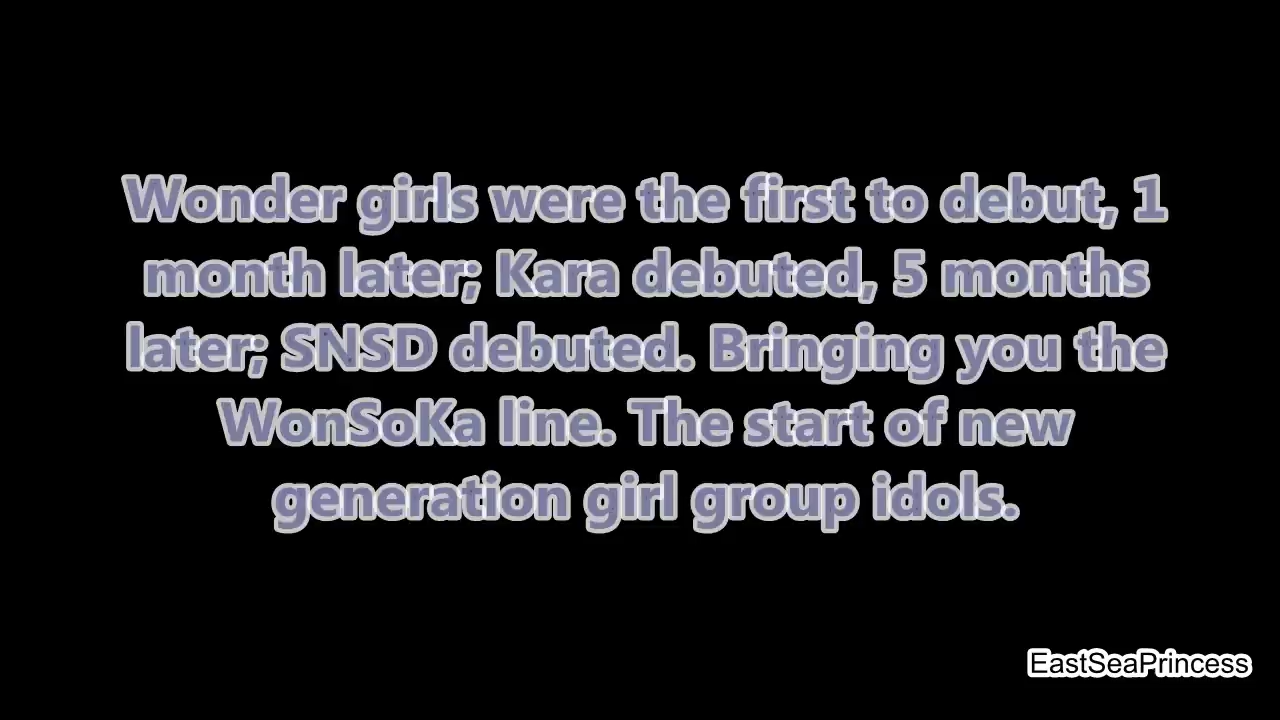 Wonder girls were the first to debut, 1
month later; Kara debuted, 5 months
later; SNSD debuted. Bringing you the
WonSoKa line. The start of new
generation girl group idols.
EastSeaPrincess